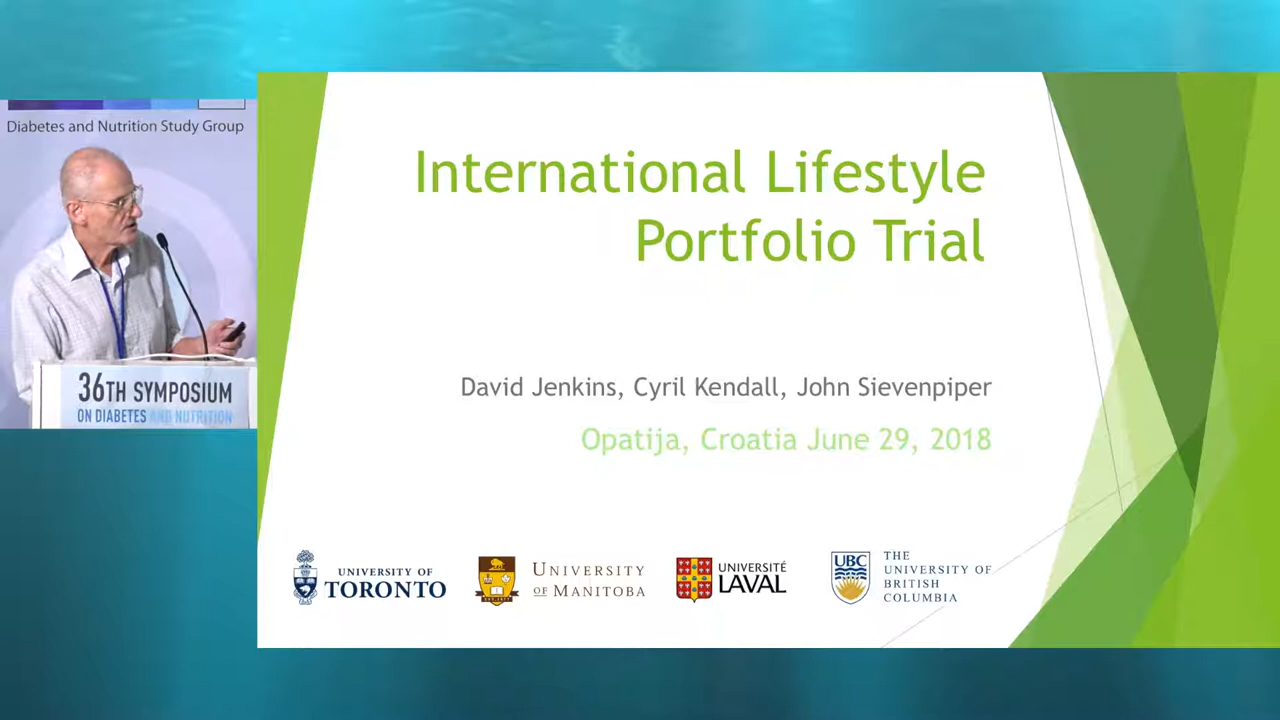 Diabetes and Nutrition Study Group
36TH SYMPOSIUM
ON DIABETES AND NUTRITION
International Lifestyle
Portfolio Trial
David Jenkins, Cyril Kendall, John Sievenpiper
Opatija, Croatia June 29, 2018
UNIVERSITY OF
TORONTO
UNIVERSITY
OF MANITOBA
UNIVERSITÉ
LAVAL
UBC
THE
UNIVERSITY OF
BRITISH
COLUMBIA